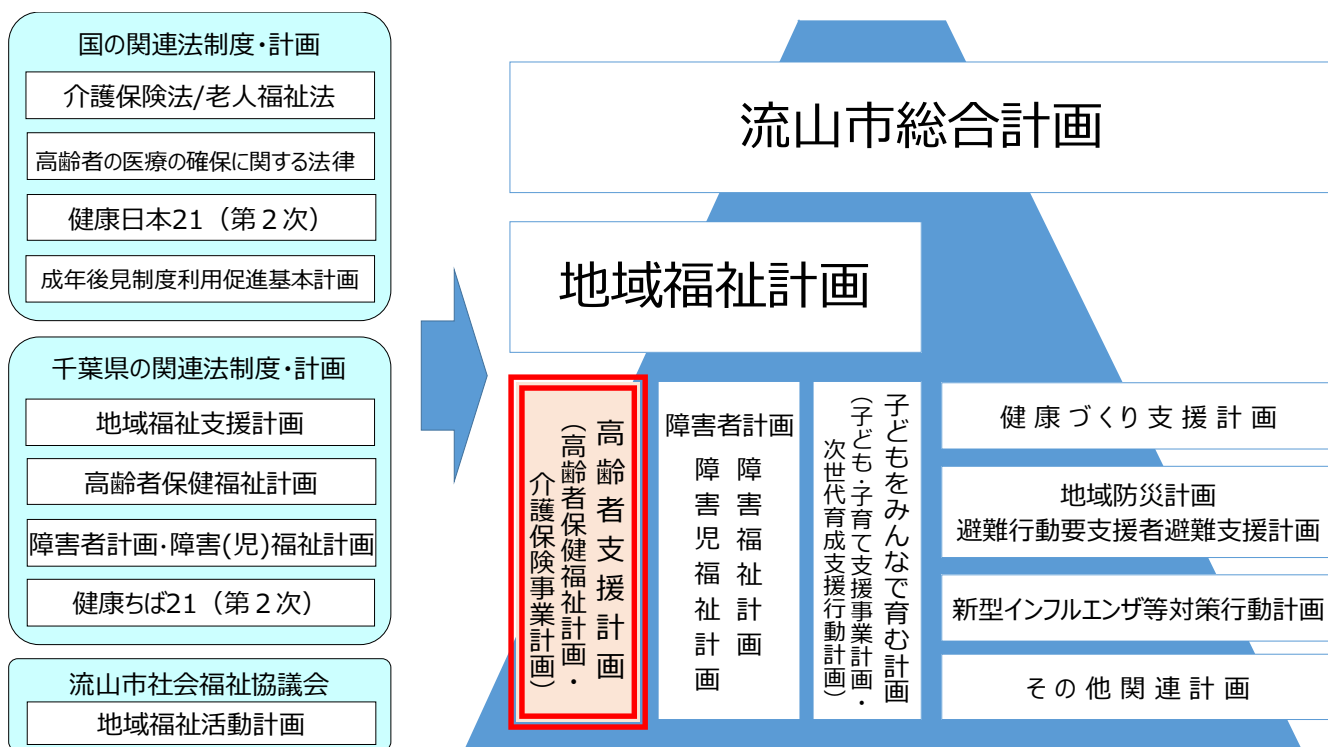 国の関連法制度・計画
介護保険法/老人福祉法
高齢者の医療の確保に関する法律
健康日本21（第２次）
成年後見制度利用促進基本計画
千葉県の関連法制度・計画
地域福祉支援計画
高齢者保健福祉計画
障害者計画・障害(児)福祉計画
健康ちば21（第２次）
流山市社会福祉協議会
地域福祉活動計画
流山市総合計画
地域福祉計画
高齢者支援計画
（高齢者保健福祉計画・
介護保険事業計画）
障害者計画
障害福祉計画
障害児福祉計画
子どもをみんなで育む計画
（子ども・子育て支援事業計画・
次世代育成支援行動計画）
健康づくり支援計画
地域防災計画
避難行動要支援者避難支援計画
新型インフルエンザ等対策行動計画
その他関連計画